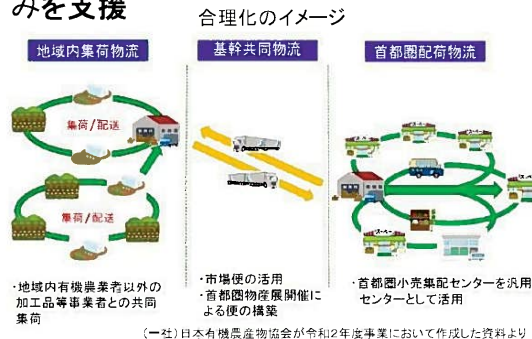 みを支援
合理化のイメージ
地域内集荷物流
基幹共同物流
首都圏配荷物流
集荷/配送
集荷/配送
・地域内有機農業者以外の
加工品等事業者との共同
集荷
・市場便の活用
・首都圏物産展開催に
よる便の構築
・首都圏小売集配センターを汎用
センターとして活用
(一社)日本有機農産物協会が令和2年度事業において作成した資料より